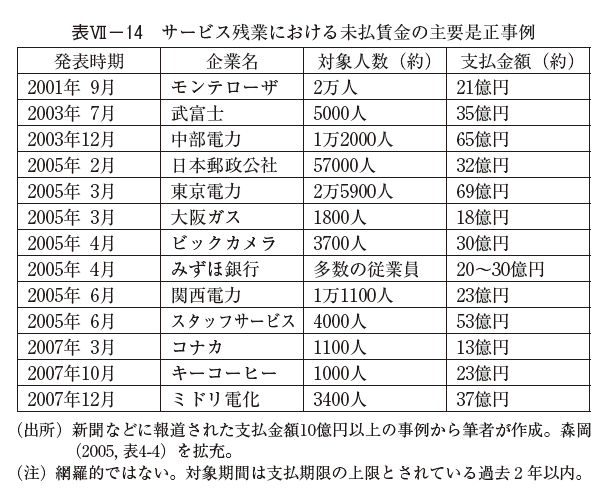 表Ⅶ－14　サービス残業における未払賃金の主要是正事例
発表時期　企業名　対象人数（約）　支払金額（約）
2001年 9月　モンテローザ　2万人　21億円
2003年 7月　武富士　5000人　35億円
2003年12月　中部電力　1万2000人　65億円
2005年 2月　日本郵政公社　57000人　32億円
2005年 3月　東京電力　2万5900人　69億円
2005年 3月　大阪ガス　1800人　18億円
2005年 4月　ビックカメラ　3700人　30億円
2005年 4月　みずほ銀行　多数の従業員　20～30億円
2005年 6月　関西電力　1万1100人　23億円
2005年 6月　スタッフサービス　4000人　53億円
2007年 3月　コナカ　1100人　13億円
2007年10月　キーコーヒー　1000人　23億円
2007年12月　ミドリ電化　3400人　37億円
（出所）新聞などに報道された支払金額10億円以上の事例から筆者が作成。森岡
（2005, 表4-4）を拡充。
（注）網羅的ではない。対象期間は支払期限の上限とされている過去２年以内。